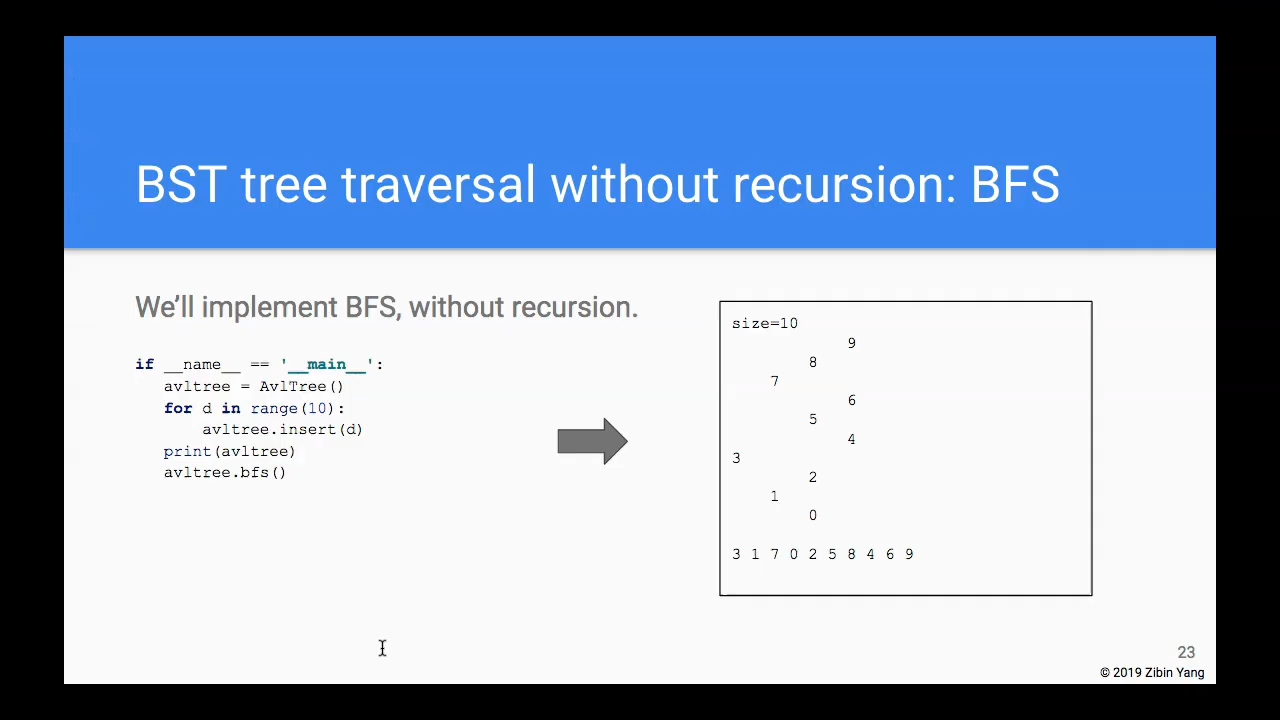 BST tree traversal without recursion: BFS
We’ll implement BFS, without recursion.
if __name__ == '__main__':
avltree = AvlTree()
for d in range(10):
avltree.insert(d)
print(avltree)
avltree.bfs()
size=10
9
8
7
6
5
4
3
2
1
0
3 1 7 0 2 5 8 4 6 9
23
© 2019 Zibin Yang